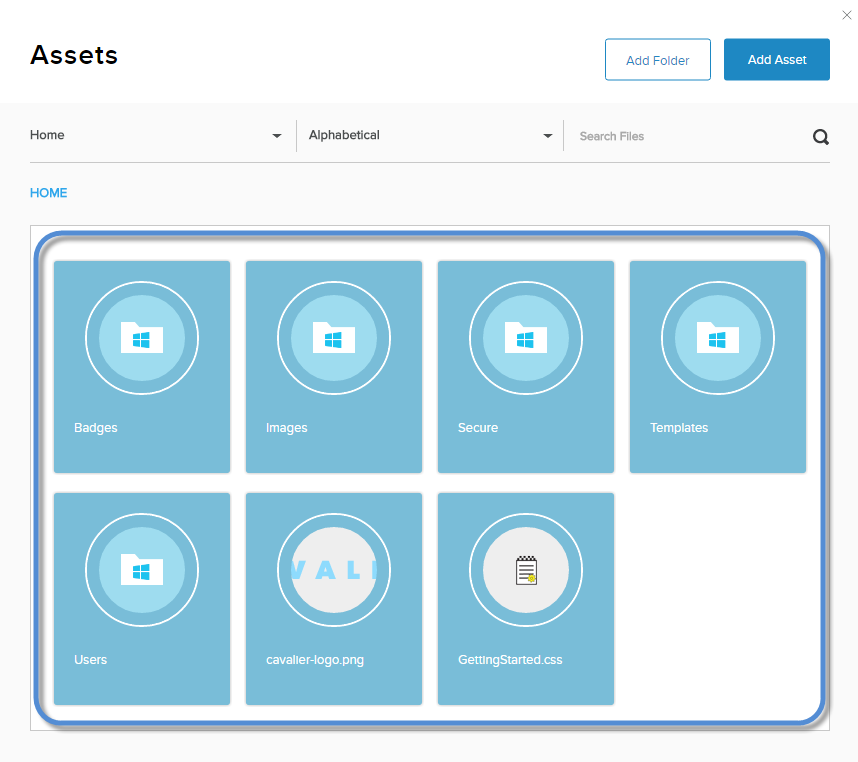 Assets
Add Folder
Add Asset
Home
Alphabetical
Search Files
HOME
Badges
Images
Secure
Templates
VALI
Users
cavalier-logo.png
GettingStarted.css